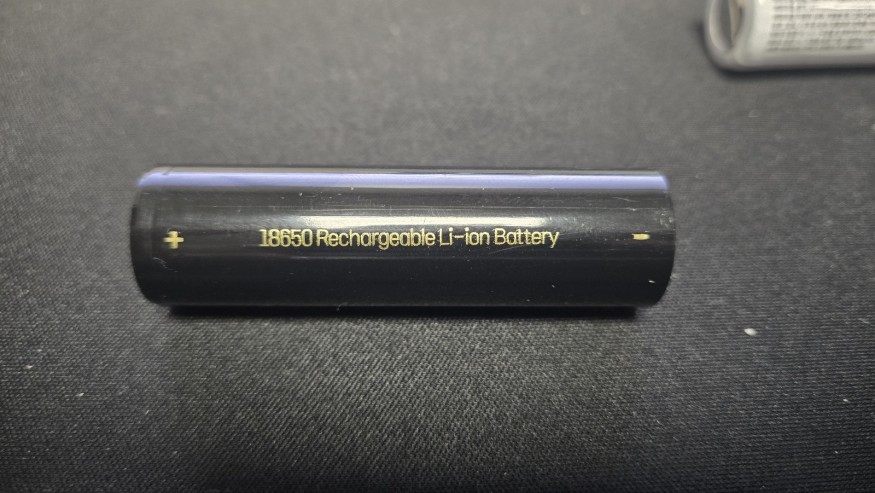 + 18650 Rechargeable Li-ion Battery -